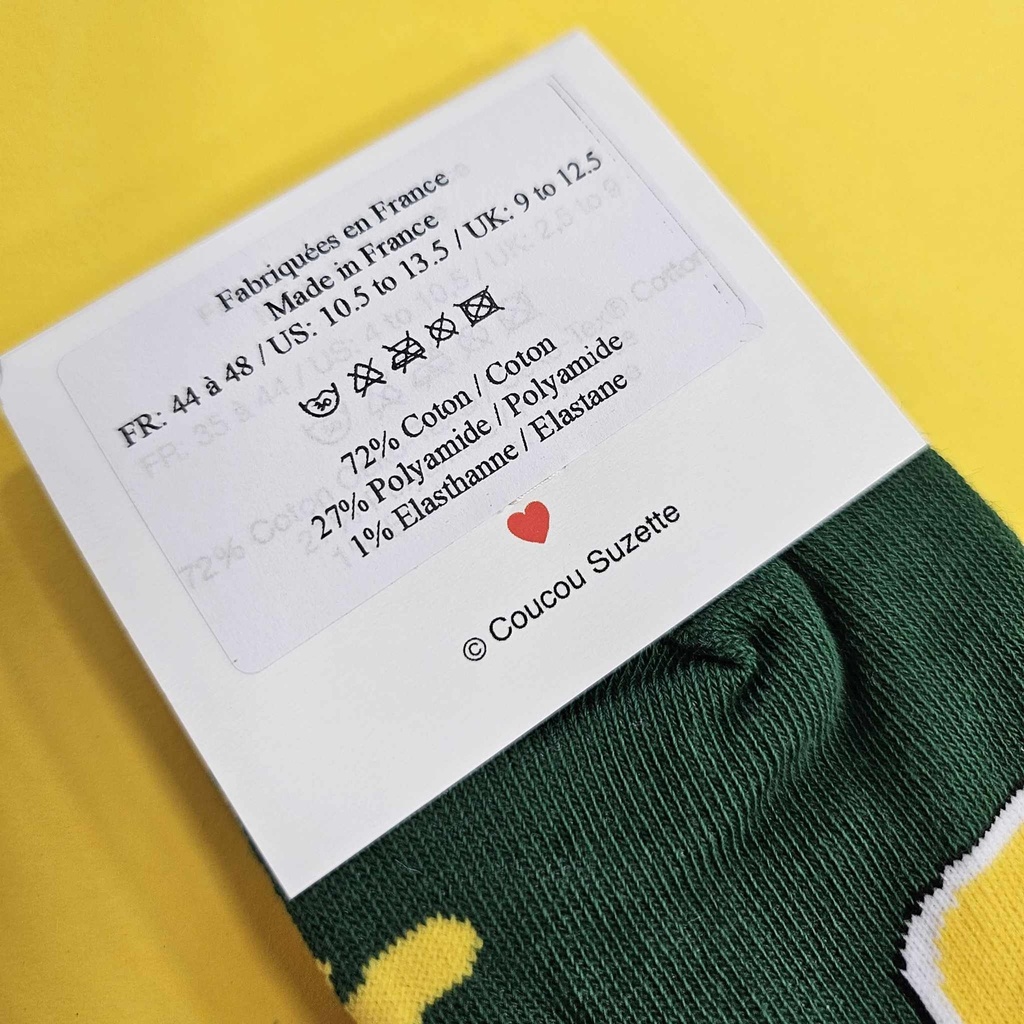 Fabriquées en France
Made in France
FR: 44 à 48 / US: 10.5 to 13.5 / UK: 9 to 12.5
30
72% Coton / Coton
27% Polyamide / Polyamide
1% Elasthanne / Elastane
© Coucou Suzette